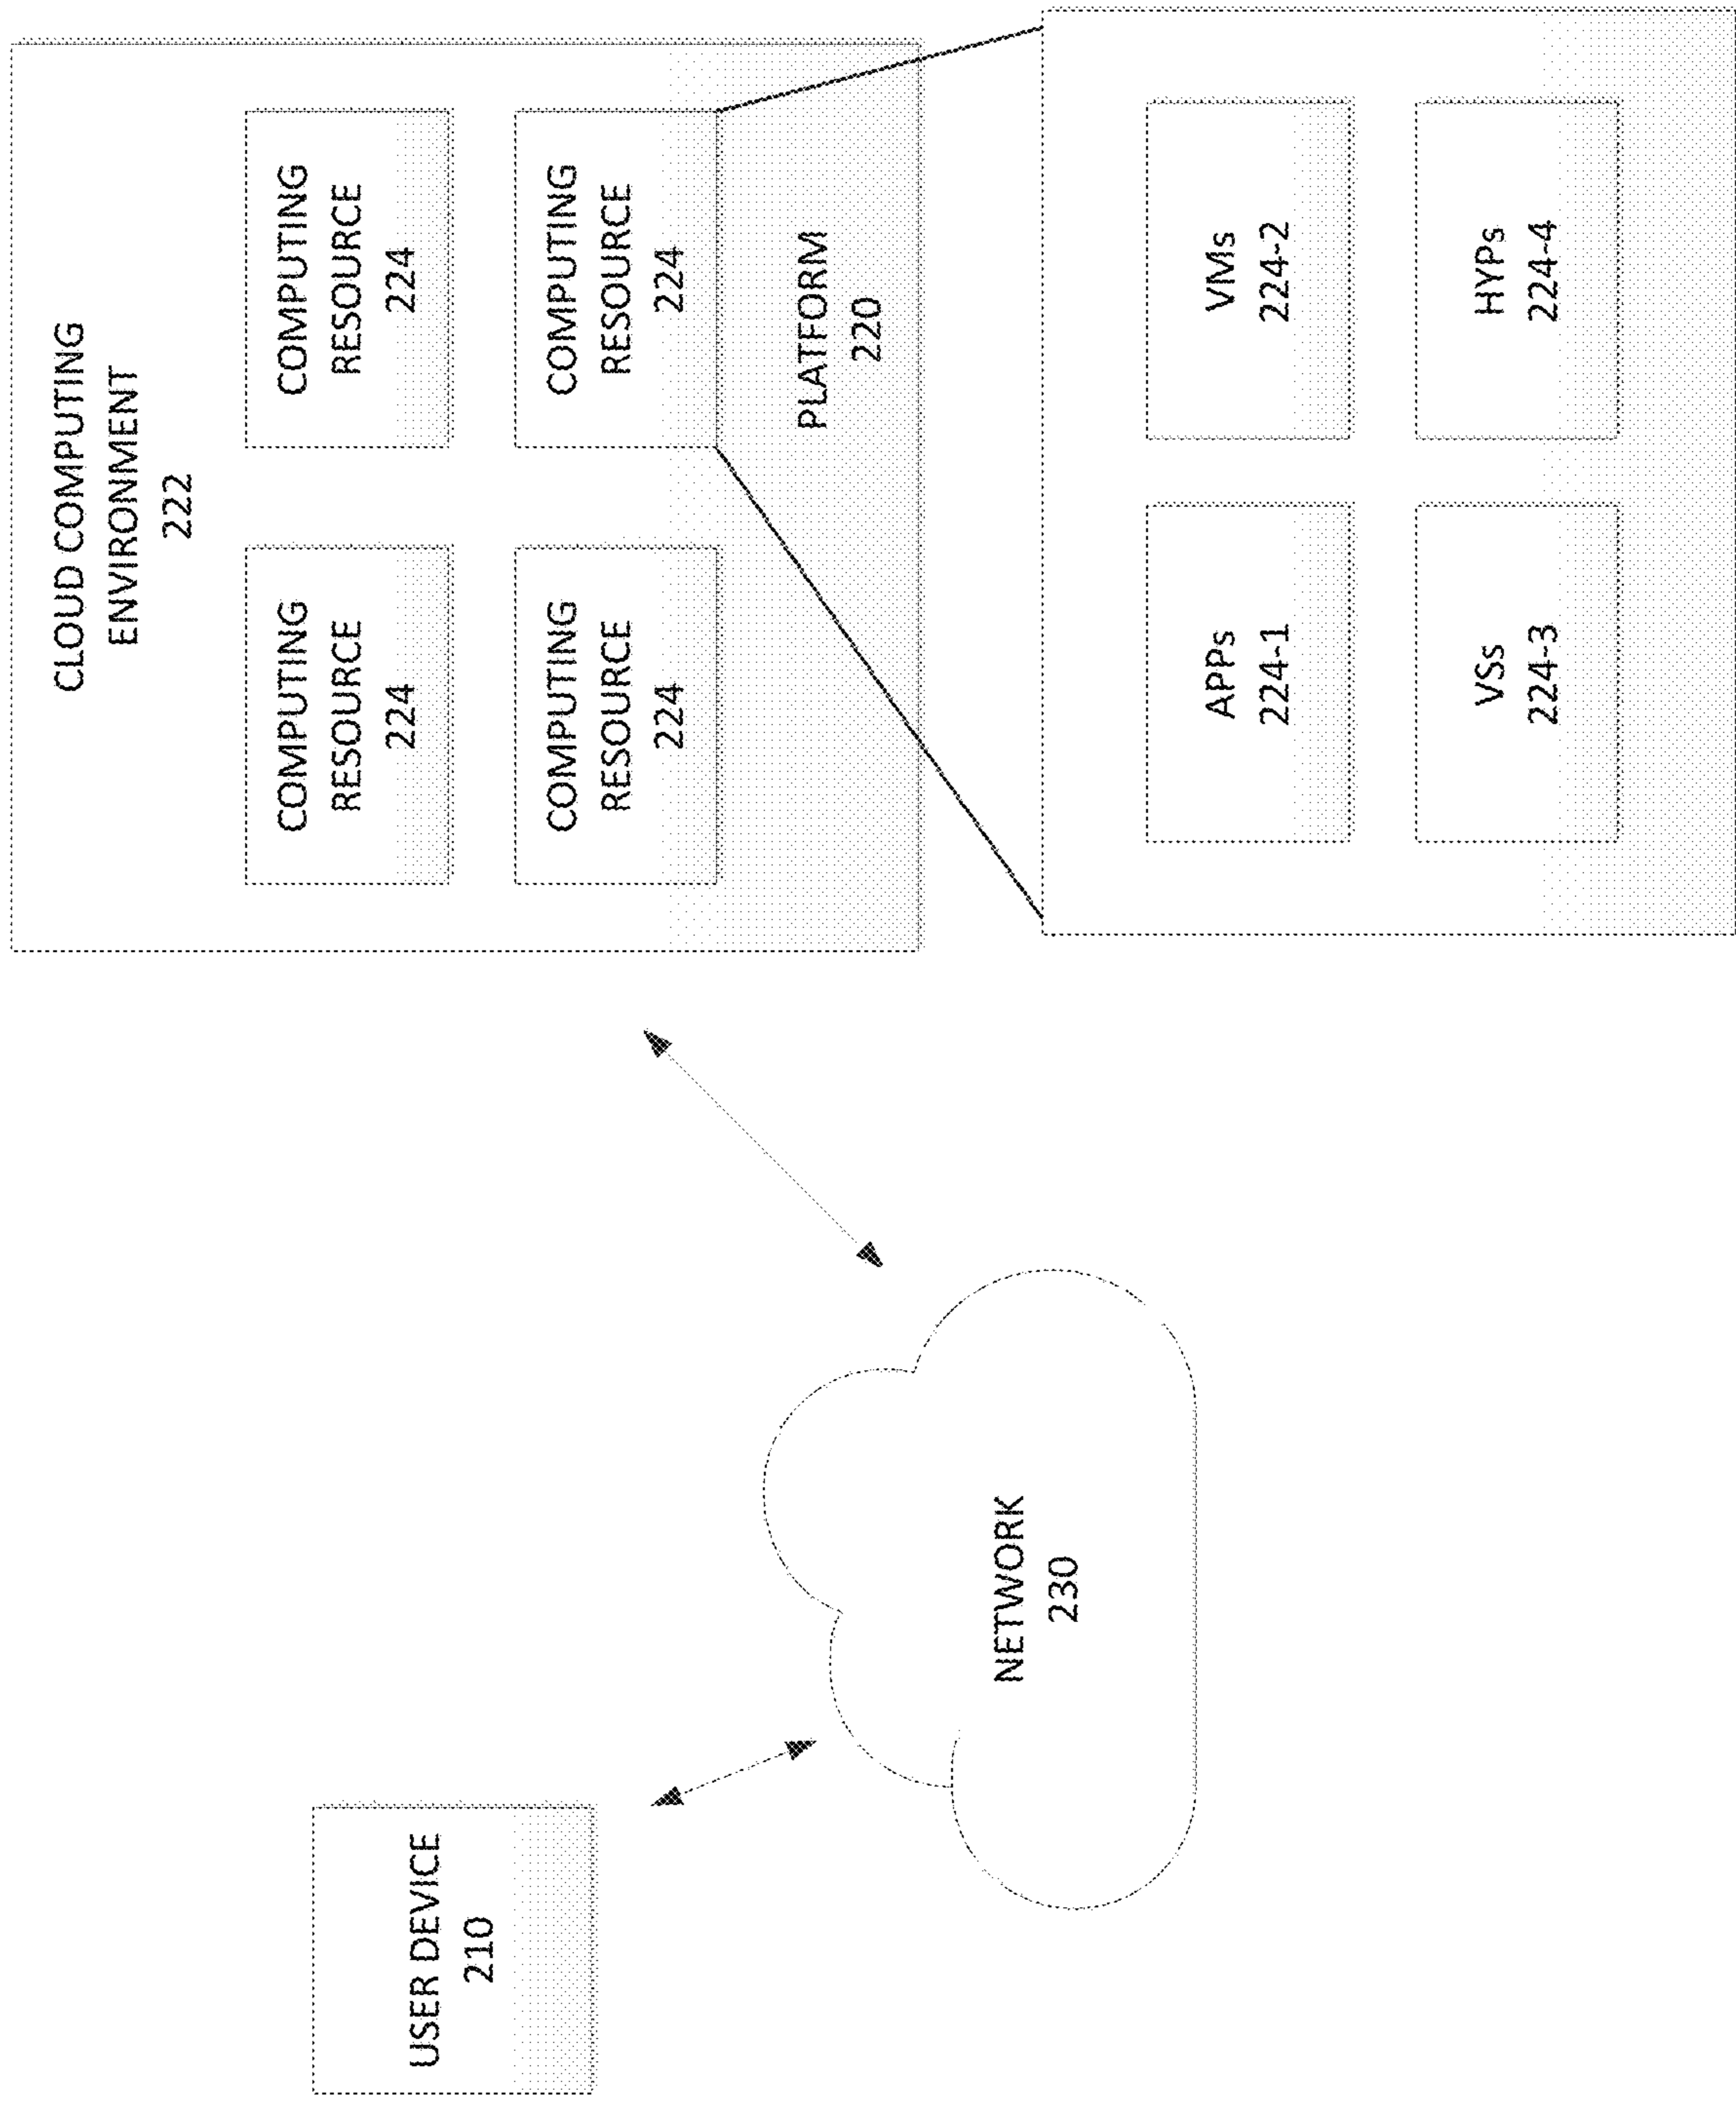 CLOUD COMPUTING
ENVIRONMENT
222
COMPUTING
RESOURCE
224
COMPUTING
RESOURCE
224
COMPUTING
RESOURCE
224
COMPUTING
RESOURCE
224
PLATFORM
220
USER DEVICE
210
NETWORK
230
APPs
224-1
VMs
224-2
VSs
224-3
HYPs
224-4